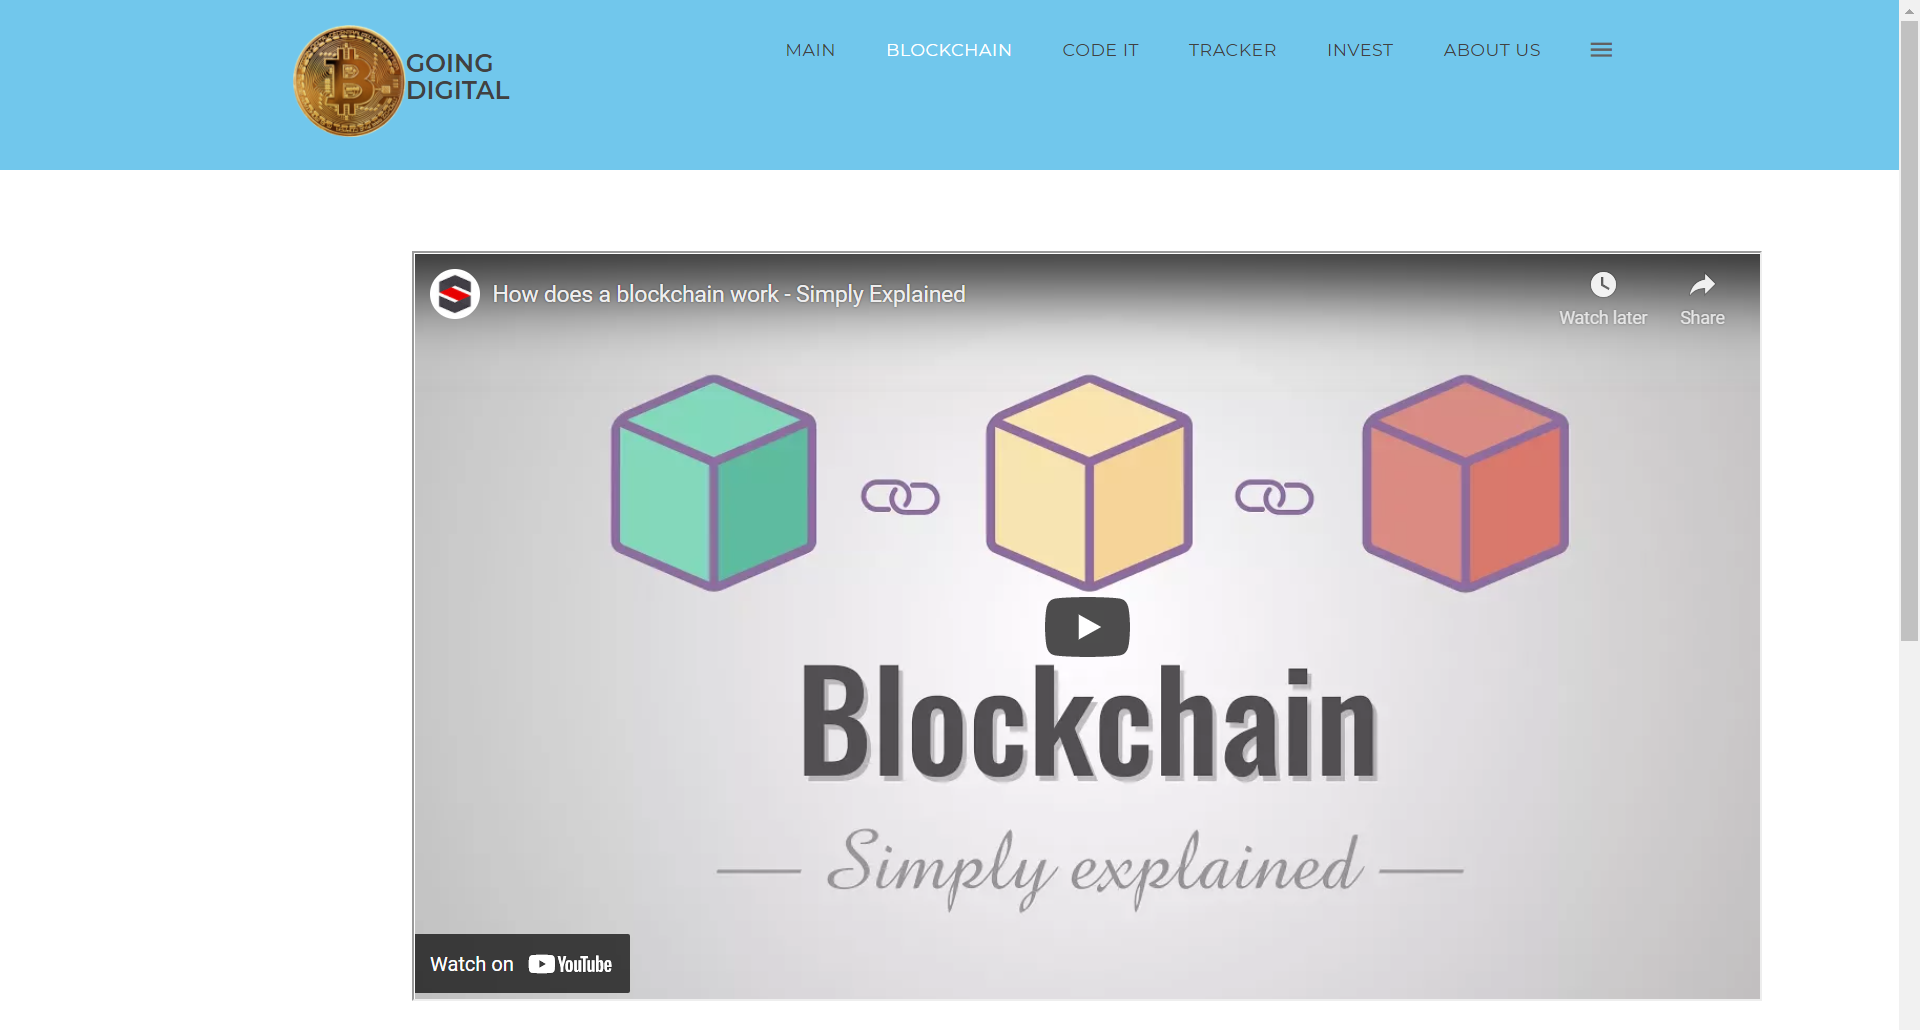 GOING
DIGITAL
MAIN BLOCKCHAIN CODE IT TRACKER INVEST ABOUT US
How does a blockchain work - Simply Explained
Watch later Share
Blockchain
Simply explained
Watch on YouTube